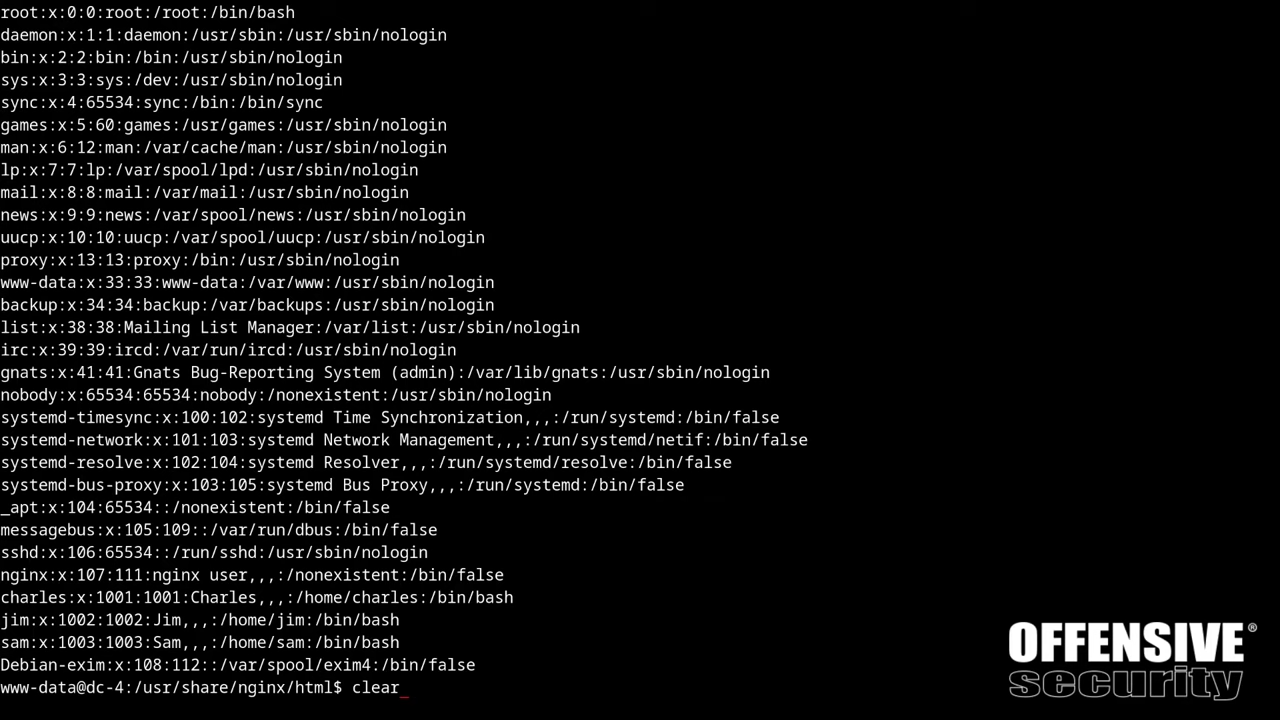 root:x:0:0:root:/root:/bin/bash
daemon:x:1:1:daemon:/usr/sbin:/usr/sbin/nologin
bin:x:2:2:bin:/bin:/usr/sbin/nologin
sys:x:3:3:sys:/dev:/usr/sbin/nologin
sync:x:4:65534:sync:/bin:/bin/sync
games:x:5:60:games:/usr/games:/usr/sbin/nologin
man:x:6:12:man:/var/cache/man:/usr/sbin/nologin
lp:x:7:7:lp:/var/spool/lpd:/usr/sbin/nologin
mail:x:8:8:mail:/var/mail:/usr/sbin/nologin
news:x:9:9:news:/var/spool/news:/usr/sbin/nologin
uucp:x:10:10:uucp:/var/spool/uucp:/usr/sbin/nologin
proxy:x:13:13:proxy:/bin:/usr/sbin/nologin
www-data:x:33:33:www-data:/var/www:/usr/sbin/nologin
backup:x:34:34:backup:/var/backups:/usr/sbin/nologin
list:x:38:38:Mailing List Manager:/var/list:/usr/sbin/nologin
irc:x:39:39:ircd:/var/run/ircd:/usr/sbin/nologin
gnats:x:41:41:Gnats Bug-Reporting System (admin):/var/lib/gnats:/usr/sbin/nologin
nobody:x:65534:65534:nobody:/nonexistent:/usr/sbin/nologin
systemd-timesync:x:100:102:systemd Time Synchronization,,,:/run/systemd:/bin/false
systemd-network:x:101:103:systemd Network Management,,,:/run/systemd/netif:/bin/false
systemd-resolve:x:102:104:systemd Resolver,,,:/run/systemd/resolve:/bin/false
systemd-bus-proxy:x:103:105:systemd Bus Proxy,,,:/run/systemd:/bin/false
_apt:x:104:65534::/nonexistent:/bin/false
messagebus:x:105:109::/var/run/dbus:/bin/false
sshd:x:106:65534::/run/sshd:/usr/sbin/nologin
nginx:x:107:111:nginx user,,,:/nonexistent:/bin/false
charles:x:1001:1001:Charles,,,:/home/charles:/bin/bash
jim:x:1002:1002:Jim,,,:/home/jim:/bin/bash
sam:x:1003:1003:Sam,,,:/home/sam:/bin/bash
Debian-exim:x:108:112::/var/spool/exim4:/bin/false
www-data@dc-4:/usr/share/nginx/html$ clear_
OFFENSIVE®
security